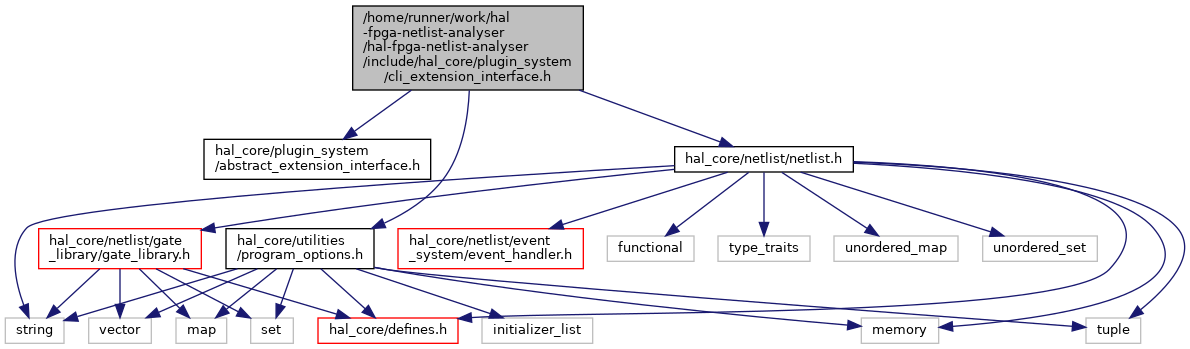 /home/runner/work/hal
-fpga-netlist-analyser
/hal-fpga-netlist-analyser
/include/hal_core/plugin_system
/cli_extension_interface.h
hal_core/plugin_system
/abstract_extension_interface.h
hal_core/netlist/netlist.h
hal_core/netlist/gate
_library/gate_library.h
hal_core/utilities
/program_options.h
hal_core/netlist/event
_system/event_handler.h
functional
type_traits
unordered_map
unordered_set
string
vector
map
set
hal_core/defines.h
initializer_list
memory
tuple